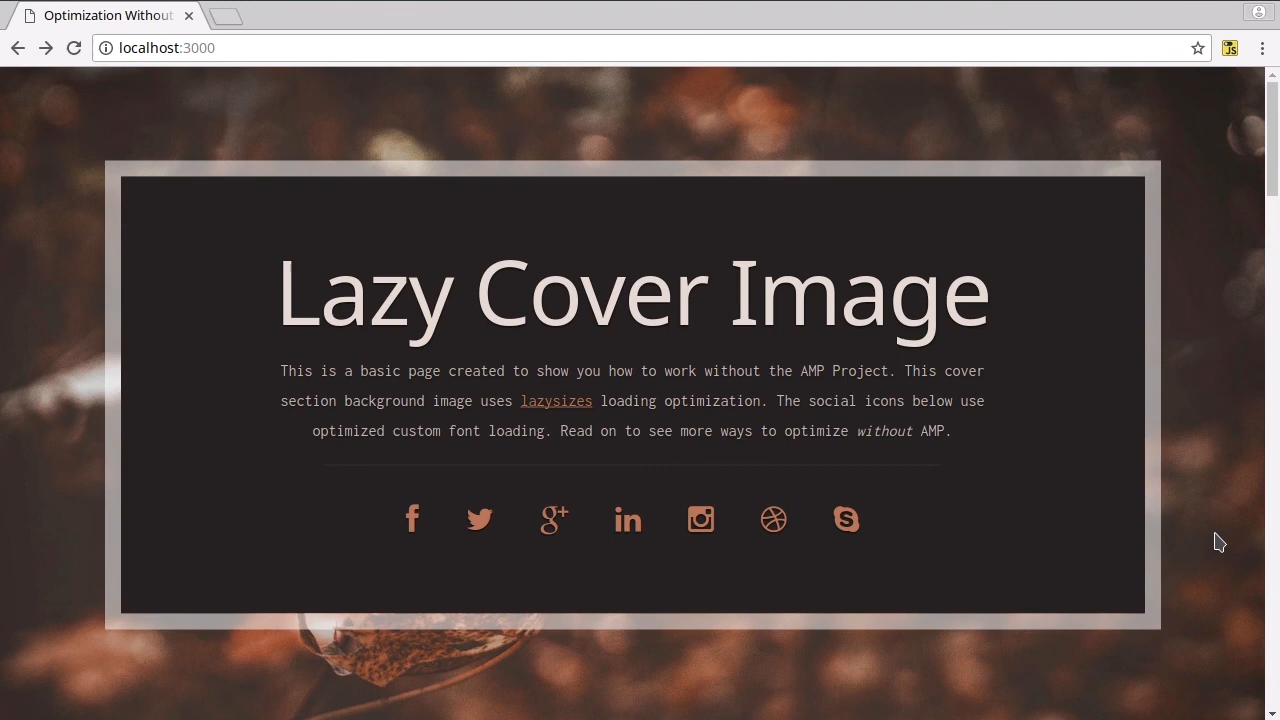 Optimization Without
localhost:3000
JS
Lazy Cover Image
This is a basic page created to show you how to work without the AMP Project. This cover
section background image uses lazysizes loading optimization. The social icons below use
optimized custom font loading. Read on to see more ways to optimize without AMP.